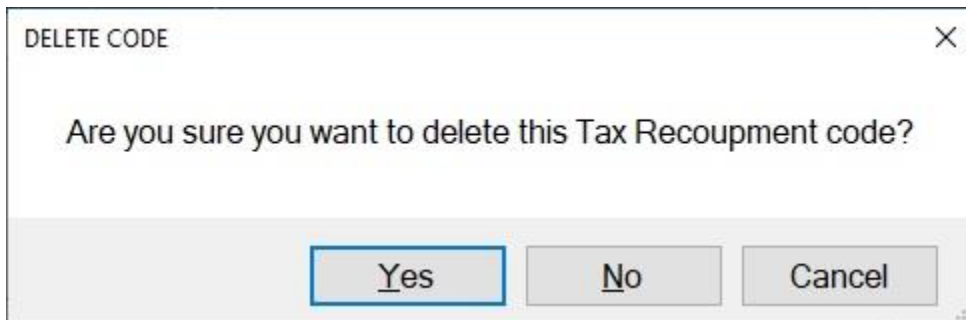 DELETE CODE
Are you sure you want to delete this Tax Recoupment code?
Yes No Cancel